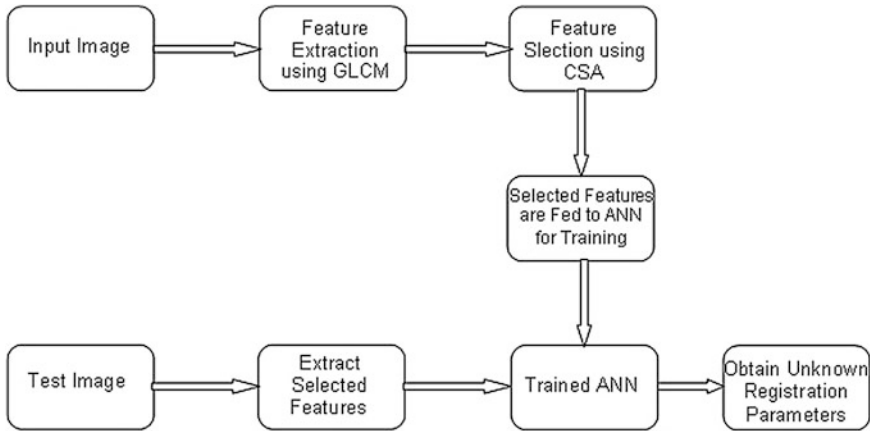 Input Image
Feature
Extraction
using GLCM
Feature
Slection using
CSA
Selected Features
are Fed to ANN
for Training
Test Image
Extract
Selected
Features
Trained ANN
Obtain Unknown
Registration
Parameters